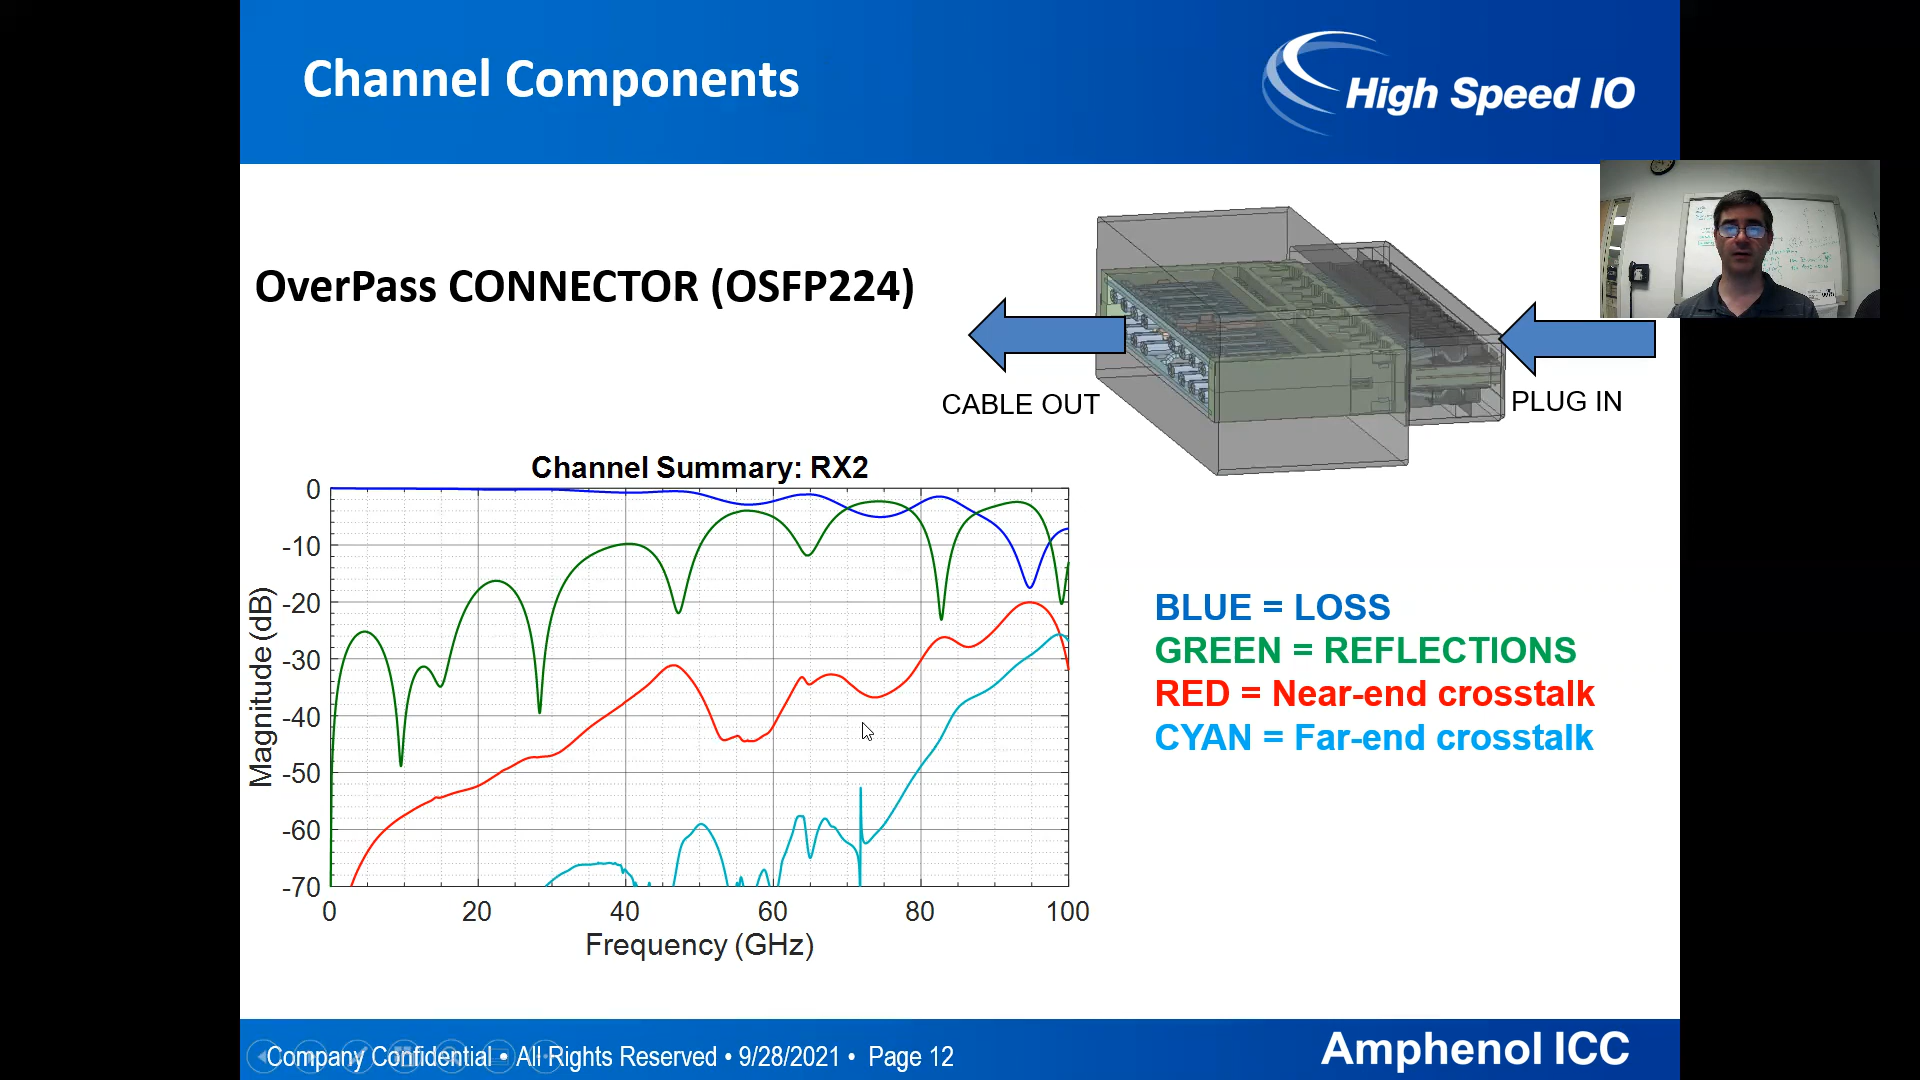 Channel Components
High Speed IO
OverPass CONNECTOR (OSFP224)
CABLE OUT
PLUG IN
Channel Summary: RX2
0
-10
-20
-30
-40
-50
-60
-70
Magnitude (dB)
0 20 40 60 80 100
Frequency (GHz)
BLUE = LOSS
GREEN = REFLECTIONS
RED = Near-end crosstalk
CYAN = Far-end crosstalk
Company Confidential • All Rights Reserved • 9/28/2021 • Page 12
Amphenol ICC